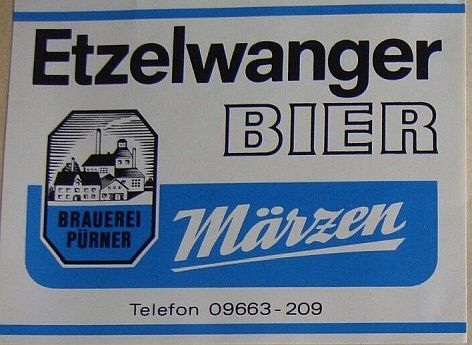 Etzelwanger
BIER
BRAUEREI
PÜRNER
Märzen
Telefon 09663-209